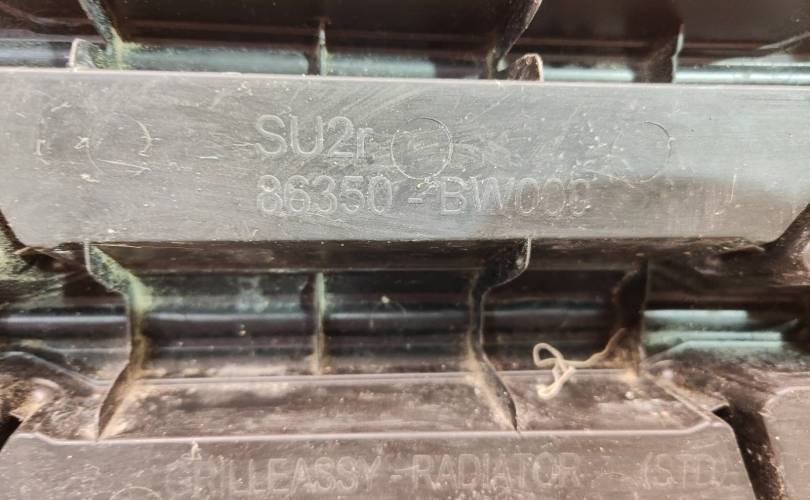 SU2r
86350 - BW000
GRILLEASSY - RADIATOR (STD)